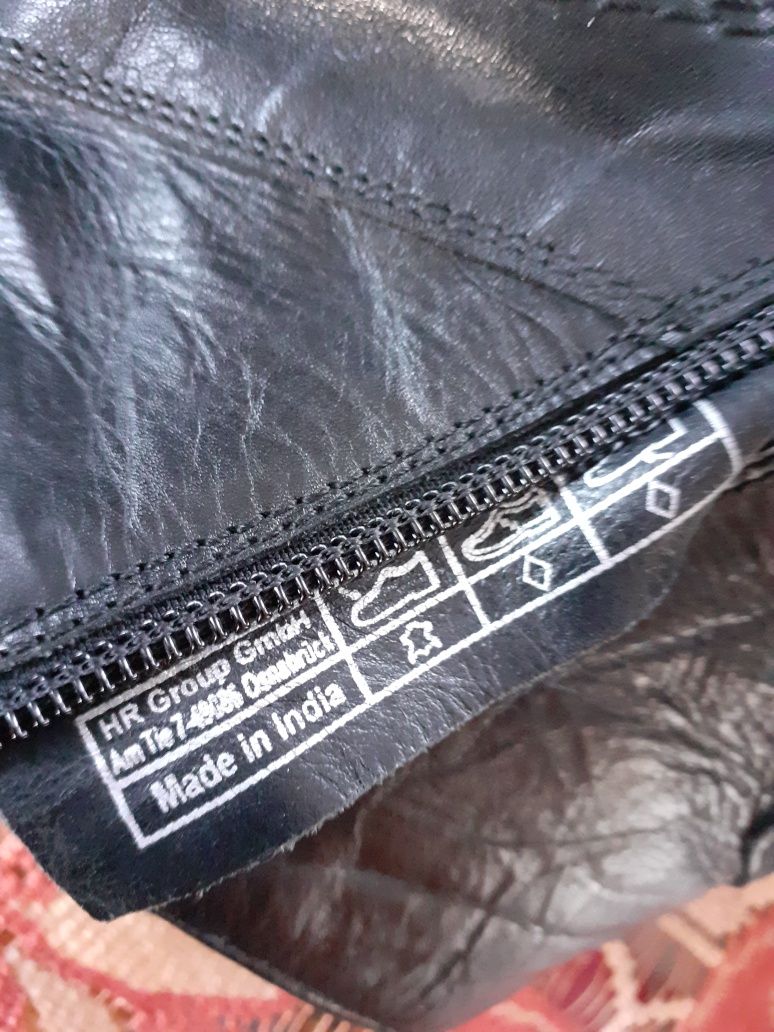 HR Group GmbH
Am Tie 7-49086 Osnabrück
Made in India